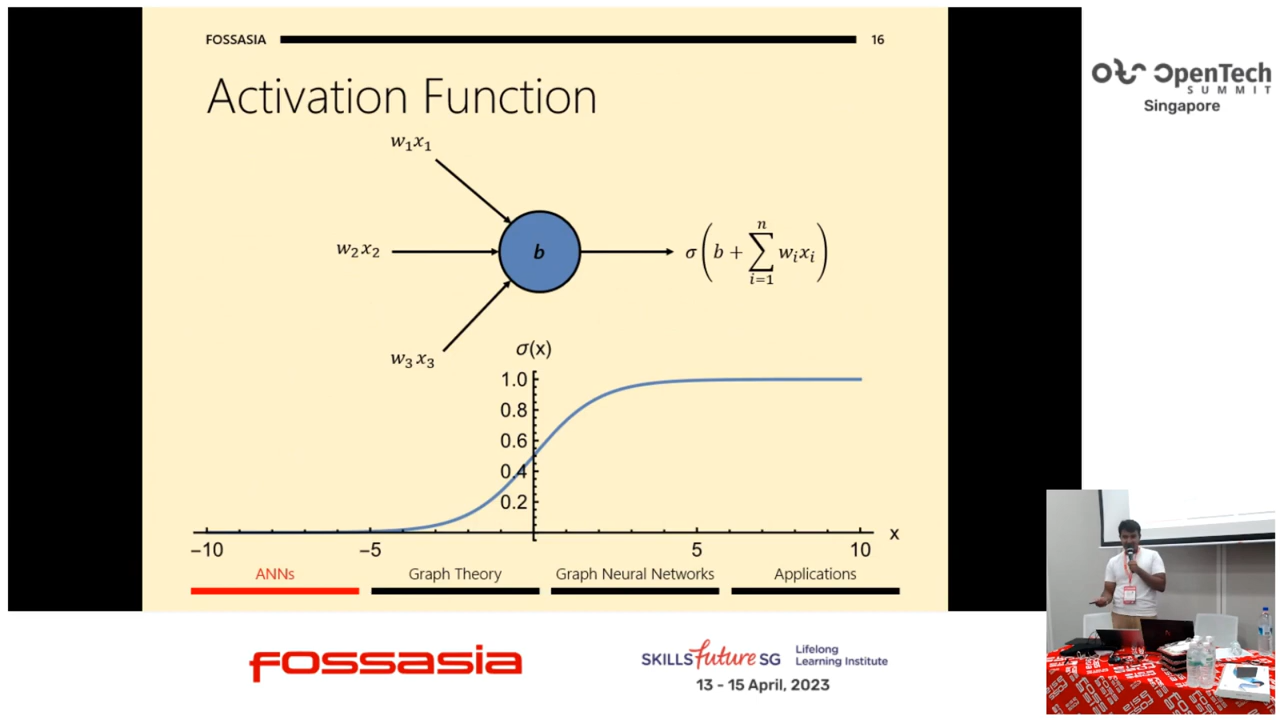 FOSSASIA
16
Activation Function
w₁x₁
w₂x₂
w₃x₃
b
σ(b + ∑ⁿᵢ₌₁ wᵢxᵢ)
σ(x)
1.0
0.8
0.6
0.4
0.2
−10 −5 5 10 x
ANNs Graph Theory Graph Neural Networks Applications
OpenTech
SUMMIT
Singapore
fossasia
SKILLSfuture SG
Lifelong
Learning Institute
13 - 15 April, 2023